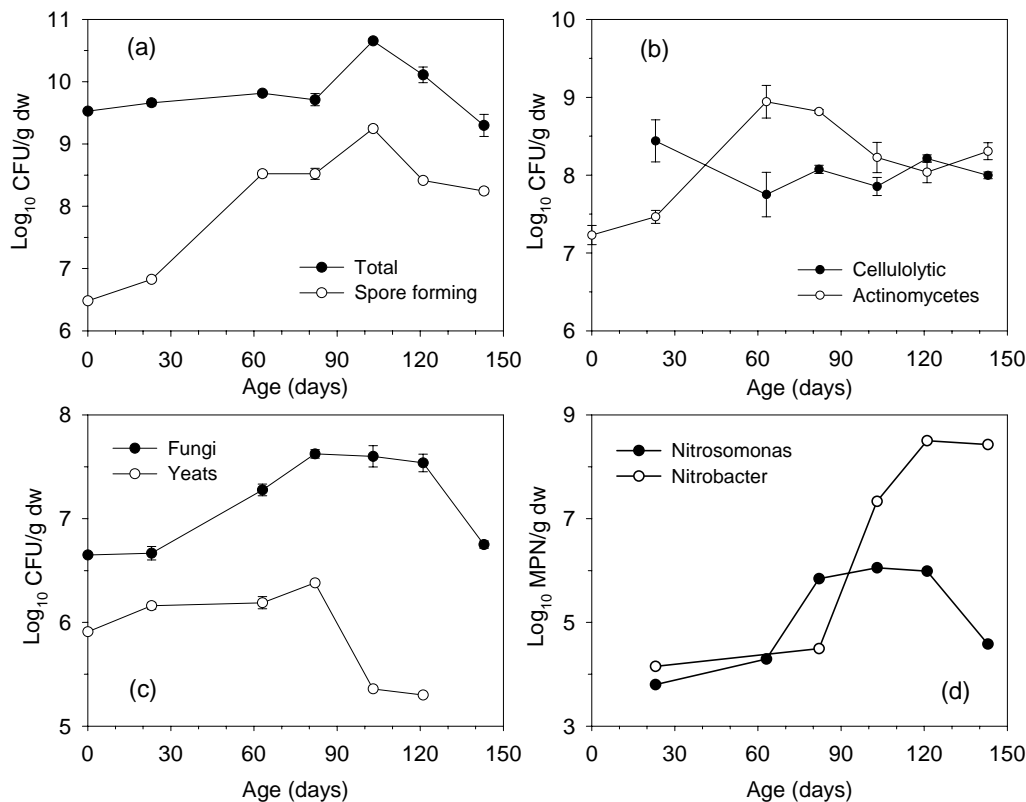 (a)
Log10 CFU/g dw
11
10
9
8
7
6
Total
Spore forming
0 30 60 90 120 150
Age (days)
(b)
Log10 CFU/g dw
10
9
8
7
6
Cellulolytic
Actinomycetes
0 30 60 90 120 150
Age (days)
Log10 CFU/g dw
8
7
6
5
Fungi
Yeats
(c)
0 30 60 90 120 150
Age (days)
Log10 MPN/g dw
9
7
5
3
Nitrosomonas
Nitrobacter
(d)
0 30 60 90 120 150
Age (days)